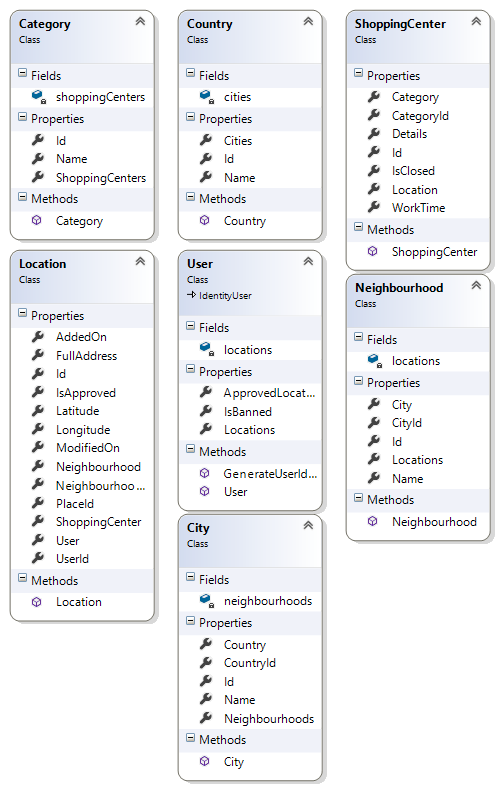 Category
Class
Fields
shoppingCenters
Properties
Id
Name
ShoppingCenters
Methods
Category
Country
Class
Fields
cities
Properties
Cities
Id
Name
Methods
Country
ShoppingCenter
Class
Properties
Category
CategoryId
Details
Id
IsClosed
Location
WorkTime
Methods
ShoppingCenter
Location
Class
Properties
AddedOn
FullAddress
Id
IsApproved
Latitude
Longitude
ModifiedOn
Neighbourhood
Neighbourhoo...
PlaceId
ShoppingCenter
User
UserId
Methods
Location
User
Class
IdentityUser
Fields
locations
Properties
ApprovedLocat...
IsBanned
Locations
Methods
GenerateUserId...
User
Neighbourhood
Class
Fields
locations
Properties
City
CityId
Id
Locations
Name
Methods
Neighbourhood
City
Class
Fields
neighbourhoods
Properties
Country
CountryId
Id
Name
Neighbourhoods
Methods
City